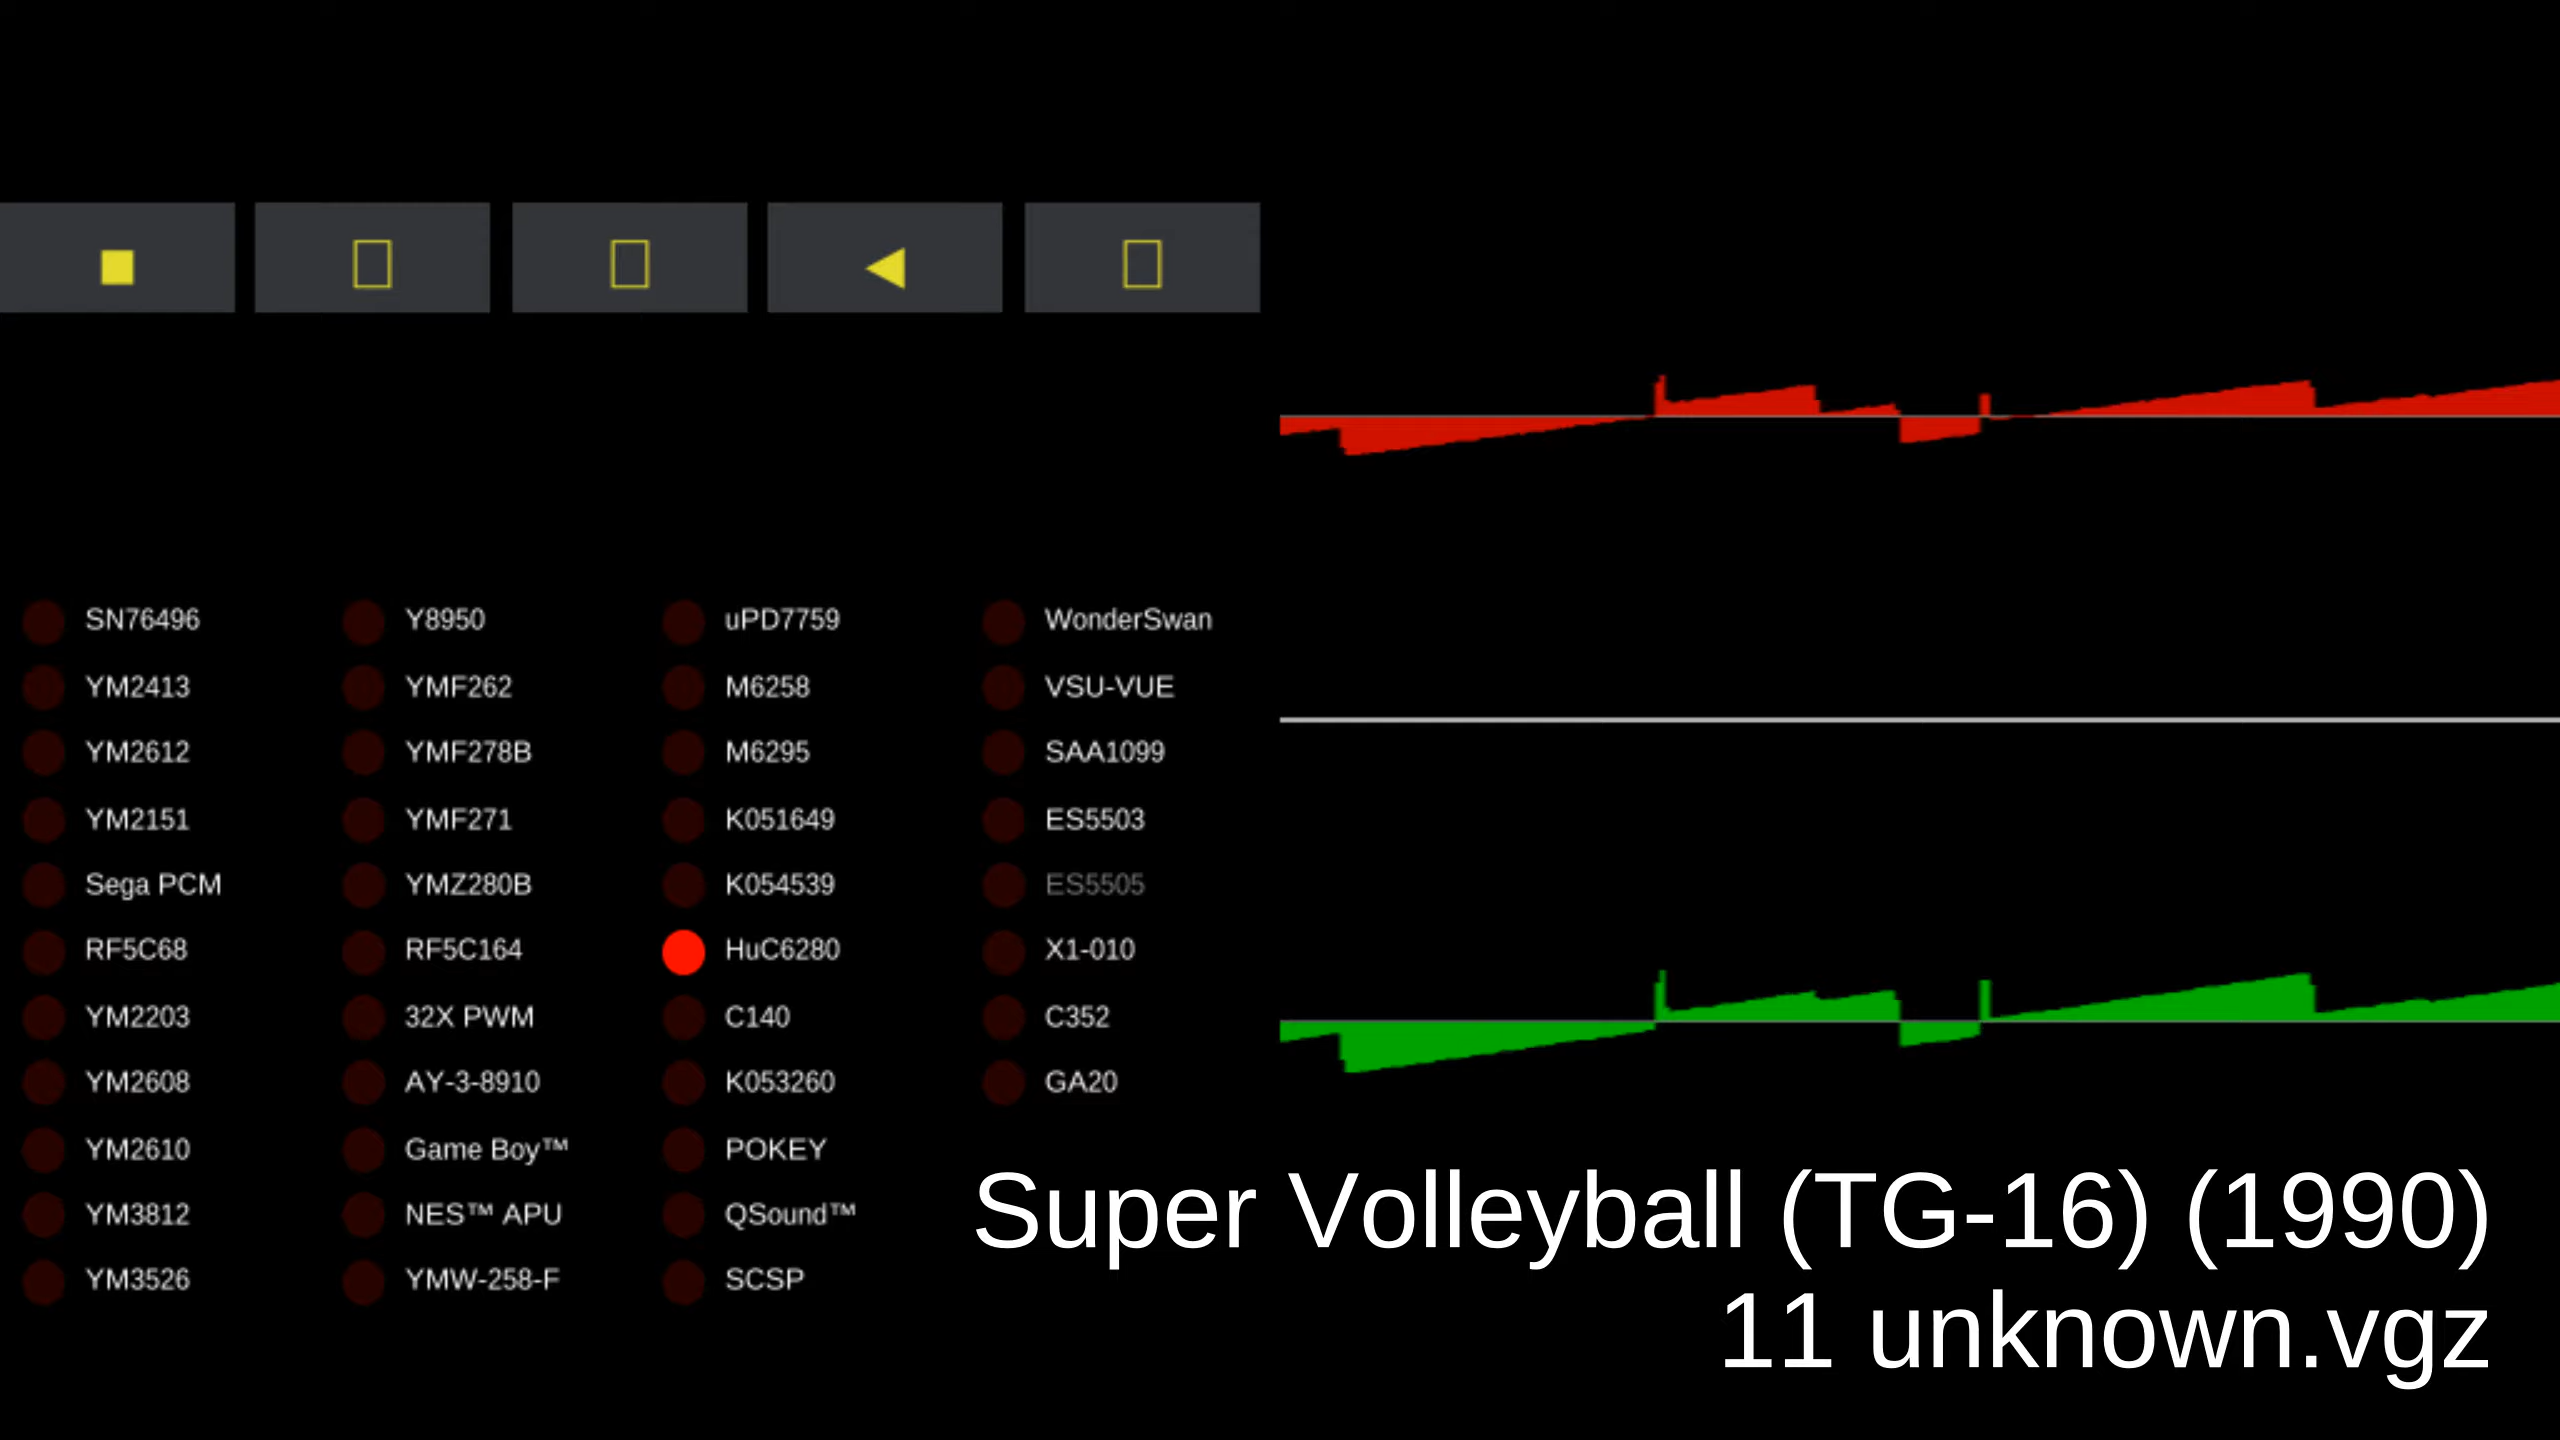 SN76496
YM2413
YM2612
YM2151
Sega PCM
RF5C68
YM2203
YM2608
YM2610
YM3812
YM3526
Y8950
YMF262
YMF278B
YMF271
YMZ280B
RF5C164
32X PWM
AY-3-8910
Game Boy™
NES™ APU
YMW-258-F
uPD7759
M6258
M6295
K051649
K054539
HuC6280
C140
K053260
POKEY
QSound™
SCSP
WonderSwan
VSU-VUE
SAA1099
ES5503
ES5505
X1-010
C352
GA20
Super Volleyball (TG-16) (1990)
11 unknown.vgz